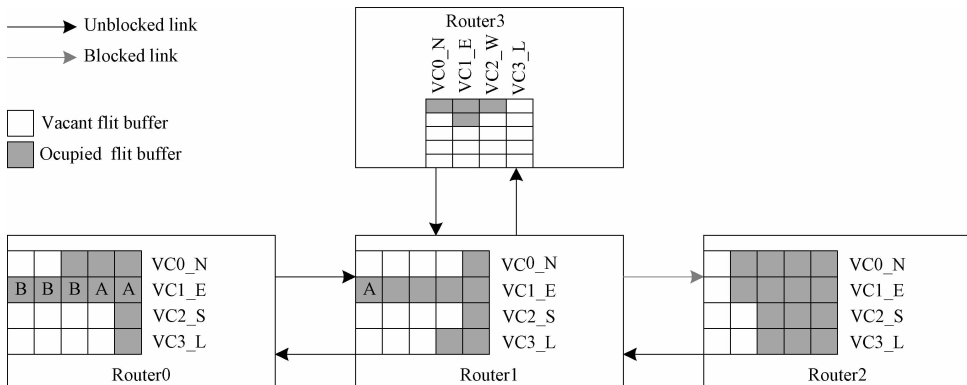 Unblocked link
Blocked link
Vacant flit buffer
Ocupied flit buffer
Router3
VC0_N
VC1_E
VC2_W
VC3_L
B B B A A
VC0_N
VC1_E
VC2_S
VC3_L
Router0
A
VC0_N
VC1_E
VC2_S
VC3_L
Router1
VC0_N
VC1_E
VC2_S
VC3_L
Router2